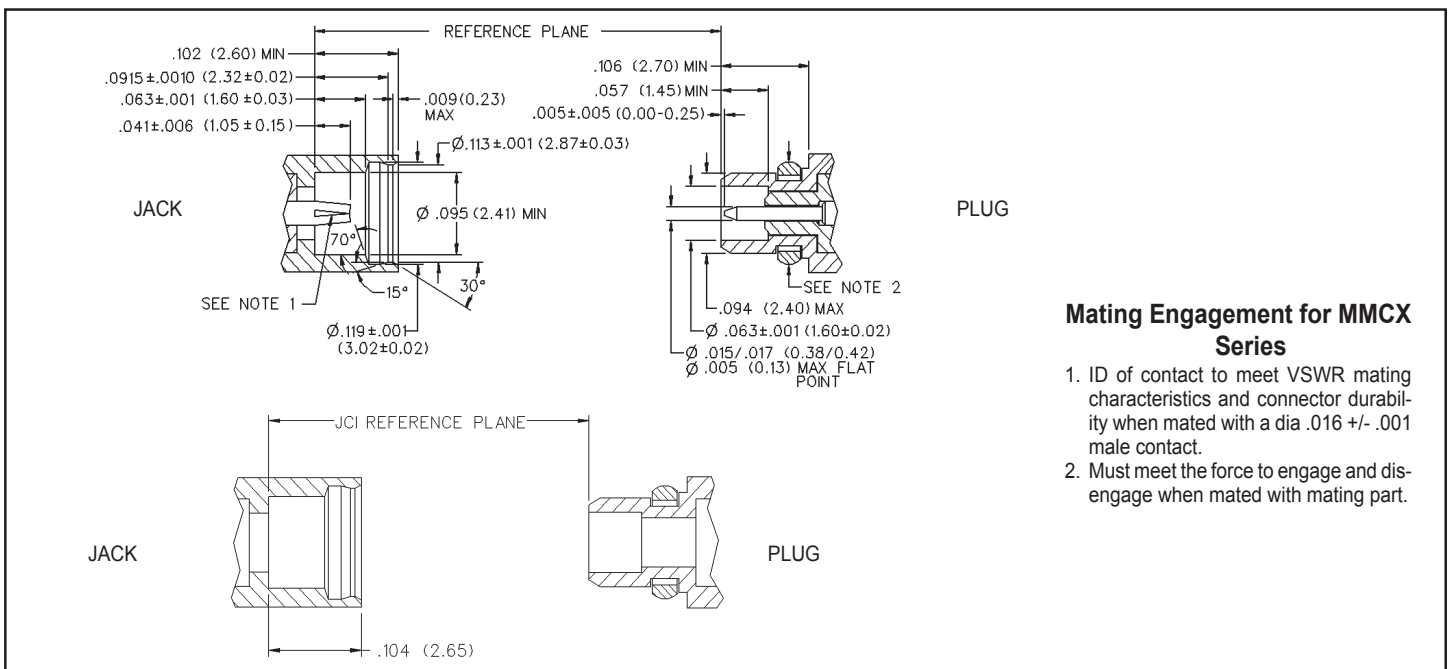 REFERENCE PLANE
.102 (2.60) MIN
.0915±.0010 (2.32±0.02)
.063±.001 (1.60 ±0.03)
.041±.006 (1.05 ±0.15)
.009(0.23)
MAX
Ø.113±.001 (2.87±0.03)
JACK
Ø .095 (2.41) MIN
70°
15°
30°
SEE NOTE 1
Ø.119±.001
(3.02±0.02)
.106 (2.70) MIN
.057 (1.45) MIN
.005±.005 (0.00-0.25)
PLUG
SEE NOTE 2
.094 (2.40) MAX
Ø .063±.001 (1.60±0.02)
Ø .015/.017 (0.38/0.42)
Ø .005 (0.13) MAX FLAT
POINT
Mating Engagement for MMCX
Series
1. ID of contact to meet VSWR mating
characteristics and connector durabil-
ity when mated with a dia .016 +/- .001
male contact.
2. Must meet the force to engage and dis-
engage when mated with mating part.
JCI REFERENCE PLANE
JACK
PLUG
.104 (2.65)